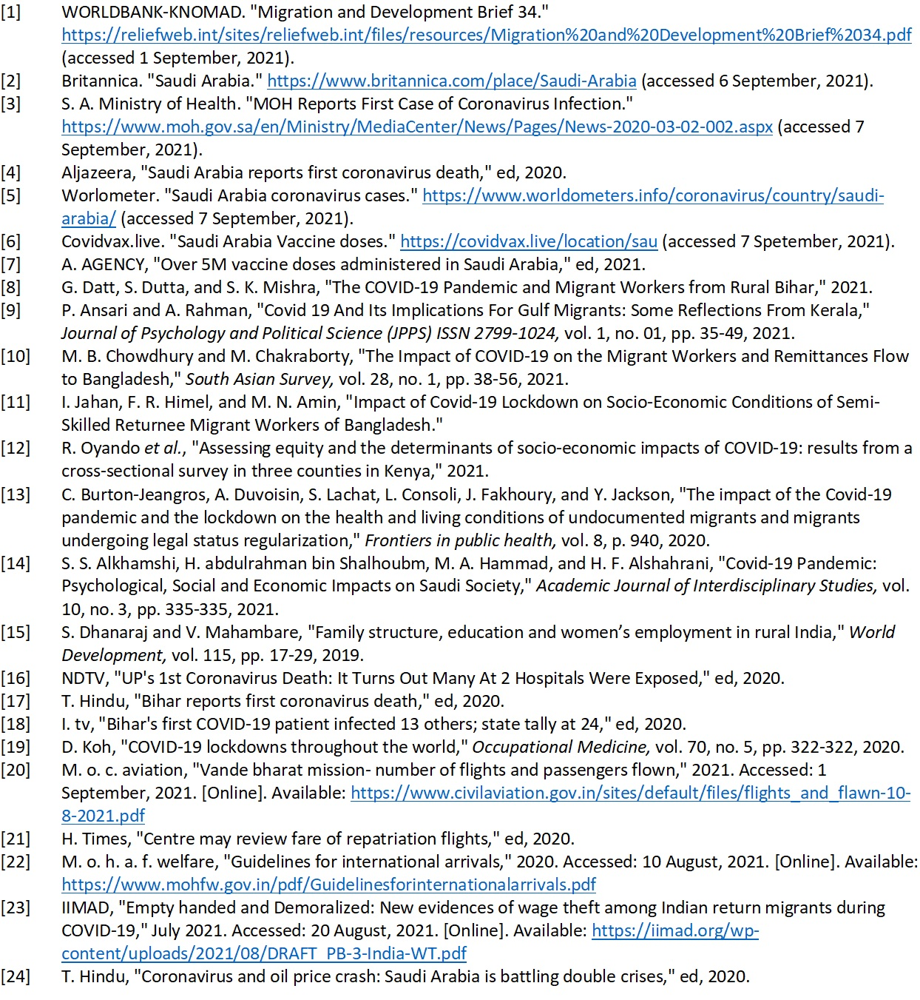 [1] WORLDBANK-KNOMAD. "Migration and Development Brief 34."
https://reliefweb.int/sites/reliefweb.int/files/resources/Migration%20and%20Development%20Brief%2034.pdf
(accessed 1 September, 2021).
[2] Britannica. "Saudi Arabia." https://www.britannica.com/place/Saudi-Arabia (accessed 6 September, 2021).
[3] S. A. Ministry of Health. "MOH Reports First Case of Coronavirus Infection."
https://www.moh.gov.sa/en/Ministry/MediaCenter/News/Pages/News-2020-03-02-002.aspx (accessed 7
September, 2021).
[4] Aljazeera, "Saudi Arabia reports first coronavirus death," ed, 2020.
[5] Worlometer. "Saudi Arabia coronavirus cases." https://www.worldometers.info/coronavirus/country/saudi-
arabia/ (accessed 7 September, 2021).
[6] Covidvax.live. "Saudi Arabia Vaccine doses." https://covidvax.live/location/sau (accessed 7 Spetember, 2021).
[7] A. AGENCY, "Over 5M vaccine doses administered in Saudi Arabia," ed, 2021.
[8] G. Datt, S. Dutta, and S. K. Mishra, "The COVID-19 Pandemic and Migrant Workers from Rural Bihar," 2021.
[9] P. Ansari and A. Rahman, "Covid 19 And Its Implications For Gulf Migrants: Some Reflections From Kerala,"
Journal of Psychology and Political Science (JPPS) ISSN 2799-1024, vol. 1, no. 01, pp. 35-49, 2021.
[10] M. B. Chowdhury and M. Chakraborty, "The Impact of COVID-19 on the Migrant Workers and Remittances Flow
to Bangladesh," South Asian Survey, vol. 28, no. 1, pp. 38-56, 2021.
[11] I. Jahan, F. R. Himel, and M. N. Amin, "Impact of Covid-19 Lockdown on Socio-Economic Conditions of Semi-
Skilled Returnee Migrant Workers of Bangladesh."
[12] R. Oyando et al., "Assessing equity and the determinants of socio-economic impacts of COVID-19: results from a
cross-sectional survey in three counties in Kenya," 2021.
[13] C. Burton-Jeangros, A. Duvoisin, S. Lachat, L. Consoli, J. Fakhoury, and Y. Jackson, "The impact of the Covid-19
pandemic and the lockdown on the health and living conditions of undocumented migrants and migrants
undergoing legal status regularization," Frontiers in public health, vol. 8, p. 940, 2020.
[14] S. S. Alkhamshi, H. abdulrahman bin Shalhoubm, M. A. Hammad, and H. F. Alshahrani, "Covid-19 Pandemic:
Psychological, Social and Economic Impacts on Saudi Society," Academic Journal of Interdisciplinary Studies, vol.
10, no. 3, pp. 335-335, 2021.
[15] S. Dhanaraj and V. Mahambare, "Family structure, education and women’s employment in rural India," World
Development, vol. 115, pp. 17-29, 2019.
[16] NDTV, "UP's 1st Coronavirus Death: It Turns Out Many At 2 Hospitals Were Exposed," ed, 2020.
[17] T. Hindu, "Bihar reports first coronavirus death," ed, 2020.
[18] I. tv, "Bihar's first COVID-19 patient infected 13 others; state tally at 24," ed, 2020.
[19] D. Koh, "COVID-19 lockdowns throughout the world," Occupational Medicine, vol. 70, no. 5, pp. 322-322, 2020.
[20] M. o. c. aviation, "Vande bharat mission- number of flights and passengers flown," 2021. Accessed: 1
September, 2021. [Online]. Available: https://www.civilaviation.gov.in/sites/default/files/flights_and_flawn-10-
8-2021.pdf
[21] H. Times, "Centre may review fare of repatriation flights," ed, 2020.
[22] M. o. h. a. f. welfare, "Guidelines for international arrivals," 2020. Accessed: 10 August, 2021. [Online]. Available:
https://www.mohfw.gov.in/pdf/Guidelinesforinternationalarrivals.pdf
[23] IIMAD, "Empty handed and Demoralized: New evidences of wage theft among Indian return migrants during
COVID-19," July 2021. Accessed: 20 August, 2021. [Online]. Available: https://iimad.org/wp-
content/uploads/2021/08/DRAFT_PB-3-India-WT.pdf
[24] T. Hindu, "Coronavirus and oil price crash: Saudi Arabia is battling double crises," ed, 2020.